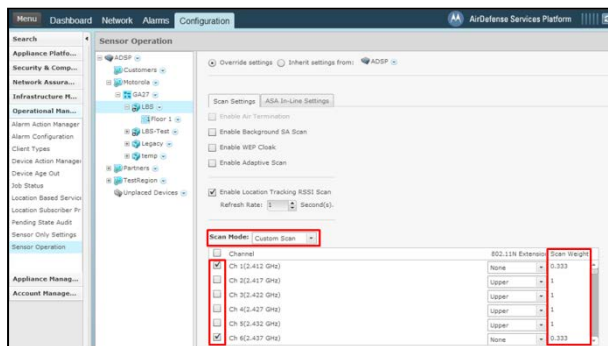 Menu Dashboard Network Alarms Configuration
AirDefense Services Platform
Search
Sensor Operation
Appliance Platfo...
Security & Comp...
Network Assura...
Infrastructure M...
Operational Man...
Alarm Action Manager
Alarm Configuration
Client Types
Device Action Manager
Device Age Out
Job Status
Location Based Service
Location Subscriber Pr
Pending State Audit
Sensor Only Settings
Sensor Operation
Appliance Manag...
Account Manage...
ADSP
Customers
Motorola
GA27
LBS
Floor 1
LBS-Test
Legacy
temp
Partners
TestRegion
Unplaced Devices
Override settings Inherit settings from: ADSP
Scan Settings ASA In-Line Settings
Enable Air Termination
Enable Background SA Scan
Enable WEP Cloak
Enable Adaptive Scan
Enable Location Tracking RSSI Scan
Refresh Rate: 1 Second(s).
Scan Mode: Custom Scan
Channel 802.11N Extension Scan Weight
Ch 1(2.412 GHz) None 0.333
Ch 2(2.417 GHz) Upper 1
Ch 3(2.422 GHz) Upper 1
Ch 4(2.427 GHz) Upper 1
Ch 5(2.432 GHz) Upper 1
Ch 6(2.437 GHz) None 0.333